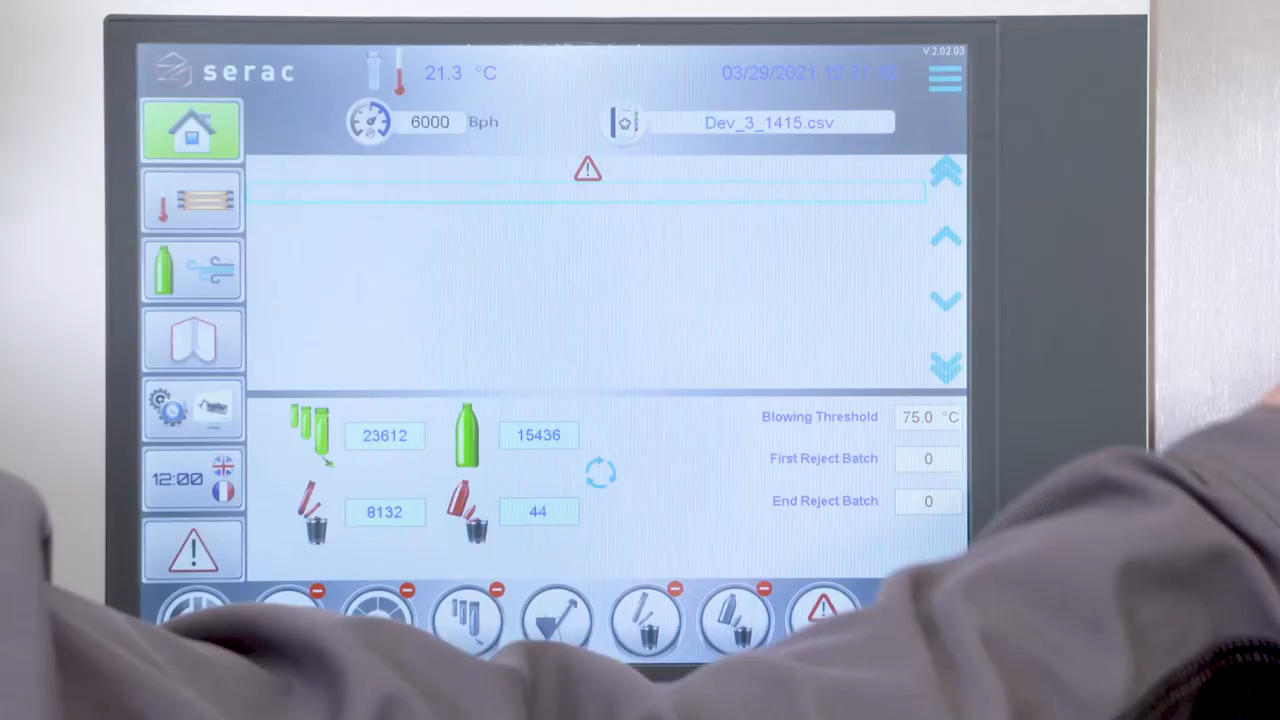 V 2.02.03
serac
21.3 °C
03/29/2021
6000 Bph
Dev_3_1415.csv
23612
15436
8132
44
Blowing Threshold 75.0 °C
First Reject Batch 0
End Reject Batch 0
12:00